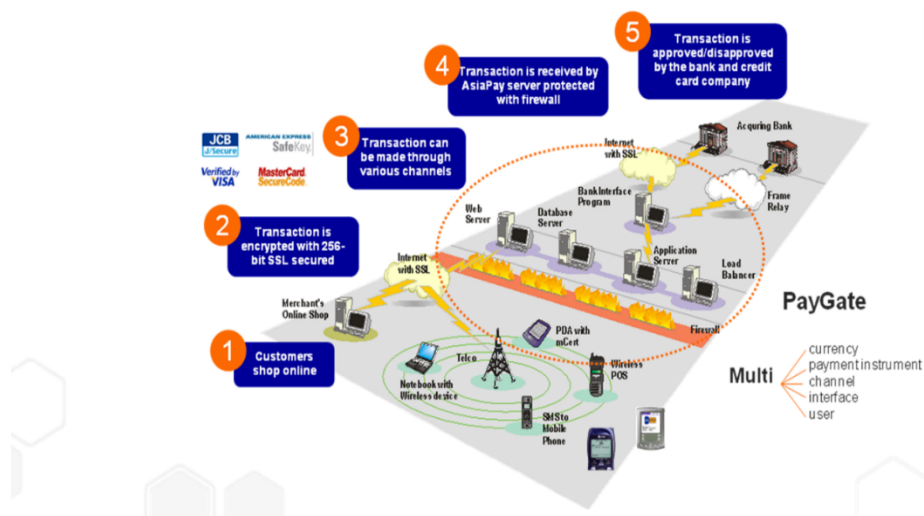 5
Transaction is
approved/disapproved
by the bank and credit
card company
4
Transaction is received by
AsiaPay server protected
with firewall
3
Transaction can
be made through
various channels
JCB
J/Secure
AMERICAN EXPRESS
SafeKey
Verified by
VISA
MasterCard
SecureCode
2
Transaction is
encrypted with 256-
bit SSL secured
1
Customers
shop online
Acquiring Bank
Internet
with SSL
Frame
Relay
Bank Interface
Program
Web
Server
Database
Server
Application
Server
Load
Balancer
Internet
with SSL
Merchant's
Online Shop
Firewall
PDA with
mCert
Telco
Wireless
POS
Notebook with
Wireless device
SMS to
Mobile
Phone
PayGate
Multi
currency
payment instrument
channel
interface
user